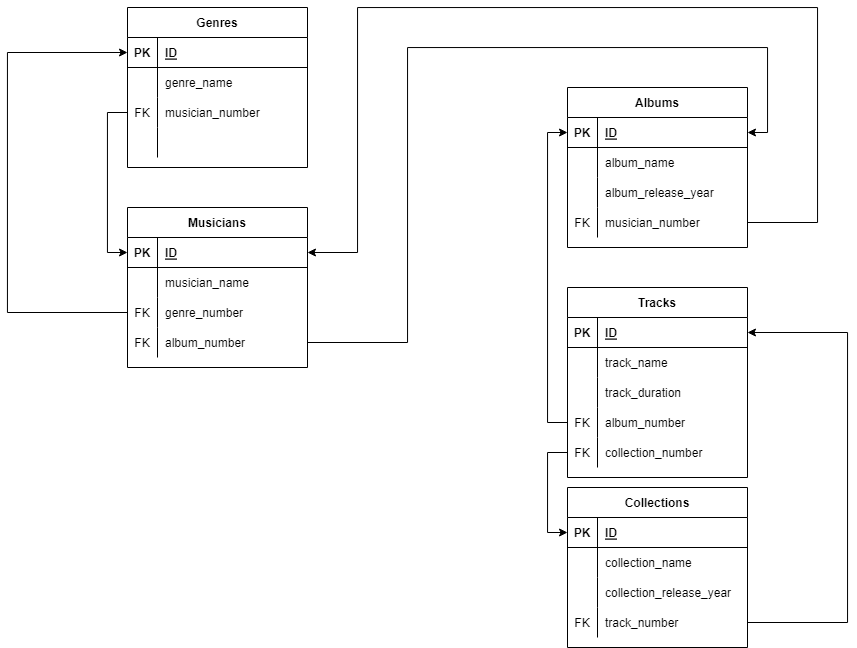 Genres
PK ID
genre_name
FK musician_number
Musicians
PK ID
musician_name
FK genre_number
FK album_number
Albums
PK ID
album_name
album_release_year
FK musician_number
Tracks
PK ID
track_name
track_duration
FK album_number
FK collection_number
Collections
PK ID
collection_name
collection_release_year
FK track_number